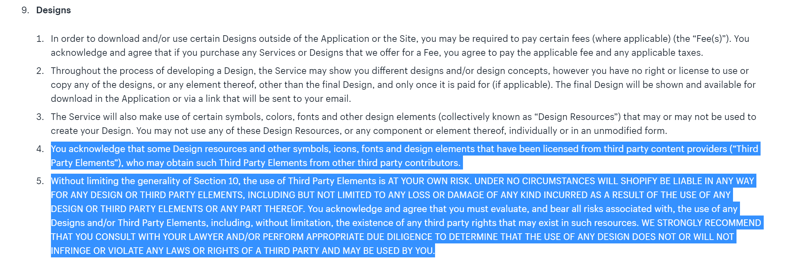 9. Designs
1. In order to download and/or use certain Designs outside of the Application or the Site, you may be required to pay certain fees (where applicable) (the “Fee(s)”). You
acknowledge and agree that if you purchase any Services or Designs that we offer for a Fee, you agree to pay the applicable fee and any applicable taxes.
2. Throughout the process of developing a Design, the Service may show you different designs and/or design concepts, however you have no right or license to use or
copy any of the designs, or any element thereof, other than the final Design, and only once it is paid for (if applicable). The final Design will be shown and available for
download in the Application or via a link that will be sent to your email.
3. The Service will also make use of certain symbols, colors, fonts and other design elements (collectively known as “Design Resources”) that may or may not be used to
create your Design. You may not use any of these Design Resources, or any component or element thereof, individually or in an unmodified form.
4. You acknowledge that some Design resources and other symbols, icons, fonts and design elements that have been licensed from third party content providers (“Third
Party Elements”), who may obtain such Third Party Elements from other third party contributors.
5. Without limiting the generality of Section 10, the use of Third Party Elements is AT YOUR OWN RISK. UNDER NO CIRCUMSTANCES WILL SHOPIFY BE LIABLE IN ANY WAY
FOR ANY DESIGN OR THIRD PARTY ELEMENTS, INCLUDING BUT NOT LIMITED TO ANY LOSS OR DAMAGE OF ANY KIND INCURRED AS A RESULT OF THE USE OF ANY
DESIGN OR THIRD PARTY ELEMENTS OR ANY PART THEREOF. You acknowledge and agree that you must evaluate, and bear all risks associated with, the use of any
Designs and/or Third Party Elements, including, without limitation, the existence of any third party rights that may exist in such resources. WE STRONGLY RECOMMEND
THAT YOU CONSULT WITH YOUR LAWYER AND/OR PERFORM APPROPRIATE DUE DILIGENCE TO DETERMINE THAT THE USE OF ANY DESIGN DOES NOT OR WILL NOT
INFRINGE OR VIOLATE ANY LAWS OR RIGHTS OF A THIRD PARTY AND MAY BE USED BY YOU.